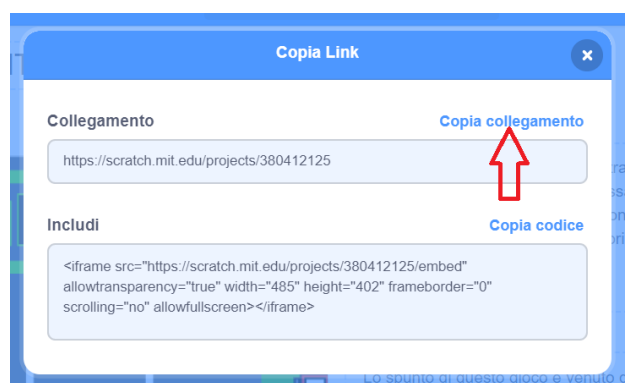 Copia Link
Collegamento
Copia collegamento
https://scratch.mit.edu/projects/380412125
Includi
Copia codice
<iframe src="https://scratch.mit.edu/projects/380412125/embed"
allowtransparency="true" width="485" height="402" frameborder="0"
scrolling="no" allowfullscreen></iframe>
Lo spunto di questo gioco è venuto